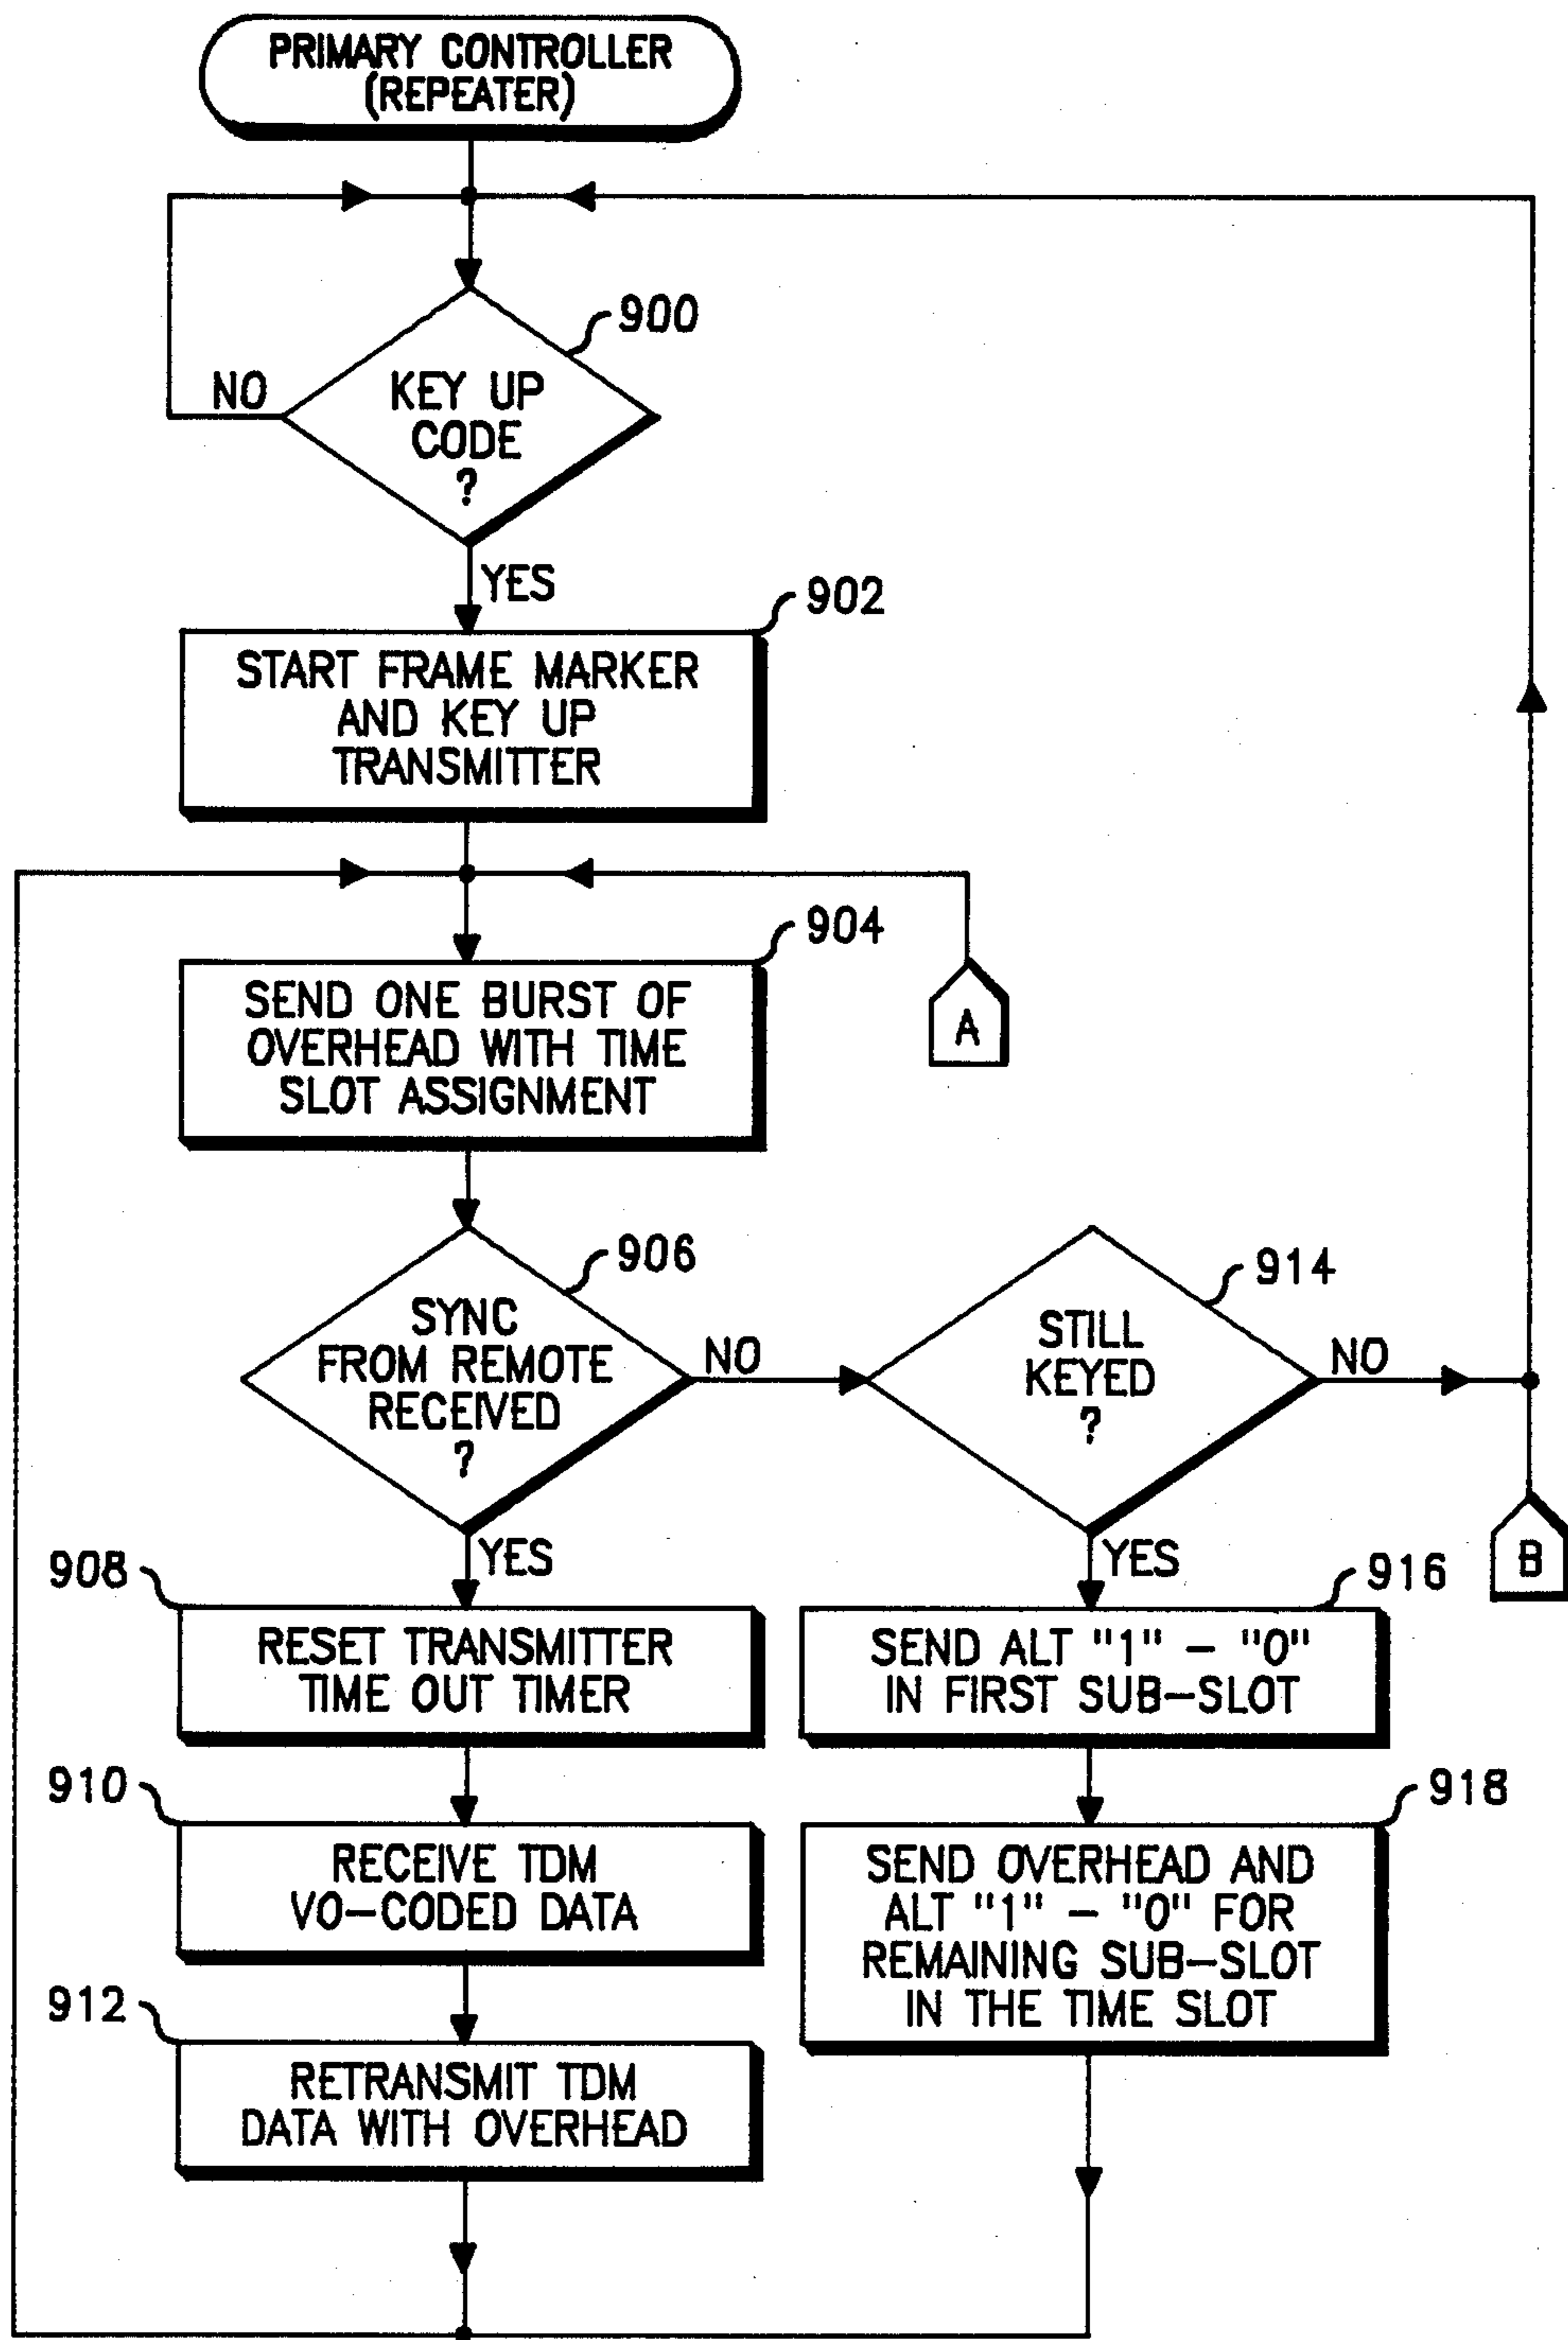 PRIMARY CONTROLLER
(REPEATER)
900
NO
KEY UP
CODE
?
YES
902
START FRAME MARKER
AND KEY UP
TRANSMITTER
904
SEND ONE BURST OF
OVERHEAD WITH TIME
SLOT ASSIGNMENT
A
906
SYNC
FROM REMOTE
RECEIVED
?
NO
914
STILL
KEYED
?
NO
YES
YES
B
908
RESET TRANSMITTER
TIME OUT TIMER
916
SEND ALT "1" - "0"
IN FIRST SUB-SLOT
910
RECEIVE TDM
VO-CODED DATA
918
SEND OVERHEAD AND
ALT "1" - "0" FOR
REMAINING SUB-SLOT
IN THE TIME SLOT
912
RETRANSMIT TDM
DATA WITH OVERHEAD